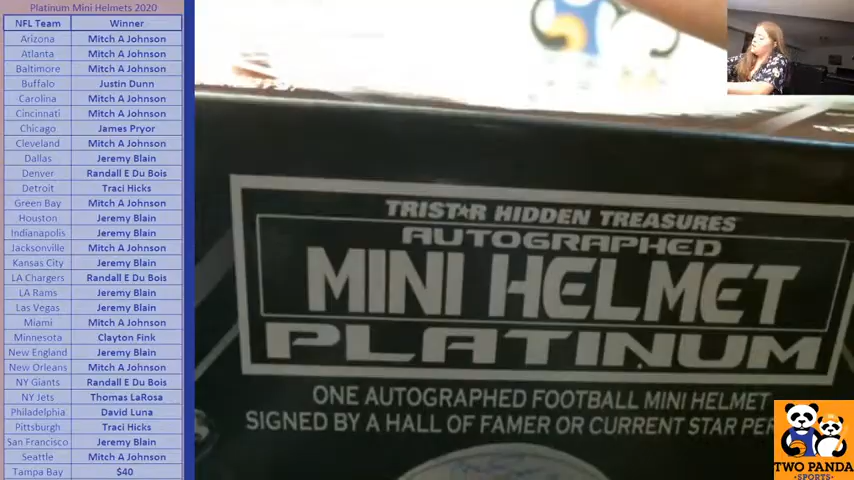 Platinum Mini Helmets 2020
NFL Team Winner
Arizona Mitch A Johnson
Atlanta Mitch A Johnson
Baltimore Mitch A Johnson
Buffalo Justin Dunn
Carolina Mitch A Johnson
Cincinnati Mitch A Johnson
Chicago James Pryor
Cleveland Mitch A Johnson
Dallas Jeremy Blain
Denver Randall E Du Bois
Detroit Traci Hicks
Green Bay Mitch A Johnson
Houston Jeremy Blain
Indianapolis Jeremy Blain
Jacksonville Mitch A Johnson
Kansas City Jeremy Blain
LA Chargers Randall E Du Bois
LA Rams Jeremy Blain
Las Vegas Jeremy Blain
Miami Mitch A Johnson
Minnesota Clayton Fink
New England Jeremy Blain
New Orleans Mitch A Johnson
NY Giants Randall E Du Bois
NY Jets Thomas LaRosa
Philadelphia David Luna
Pittsburgh Traci Hicks
San Francisco Jeremy Blain
Seattle Mitch A Johnson
Tampa Bay $40
TRISTAR HIDDEN TREASURES
AUTOGRAPHED
MINI HELMET
PLATINUM
ONE AUTOGRAPHED FOOTBALL MINI HELMET
SIGNED BY A HALL OF FAMER OR CURRENT STAR PER
TWO PANDA
SPORTS